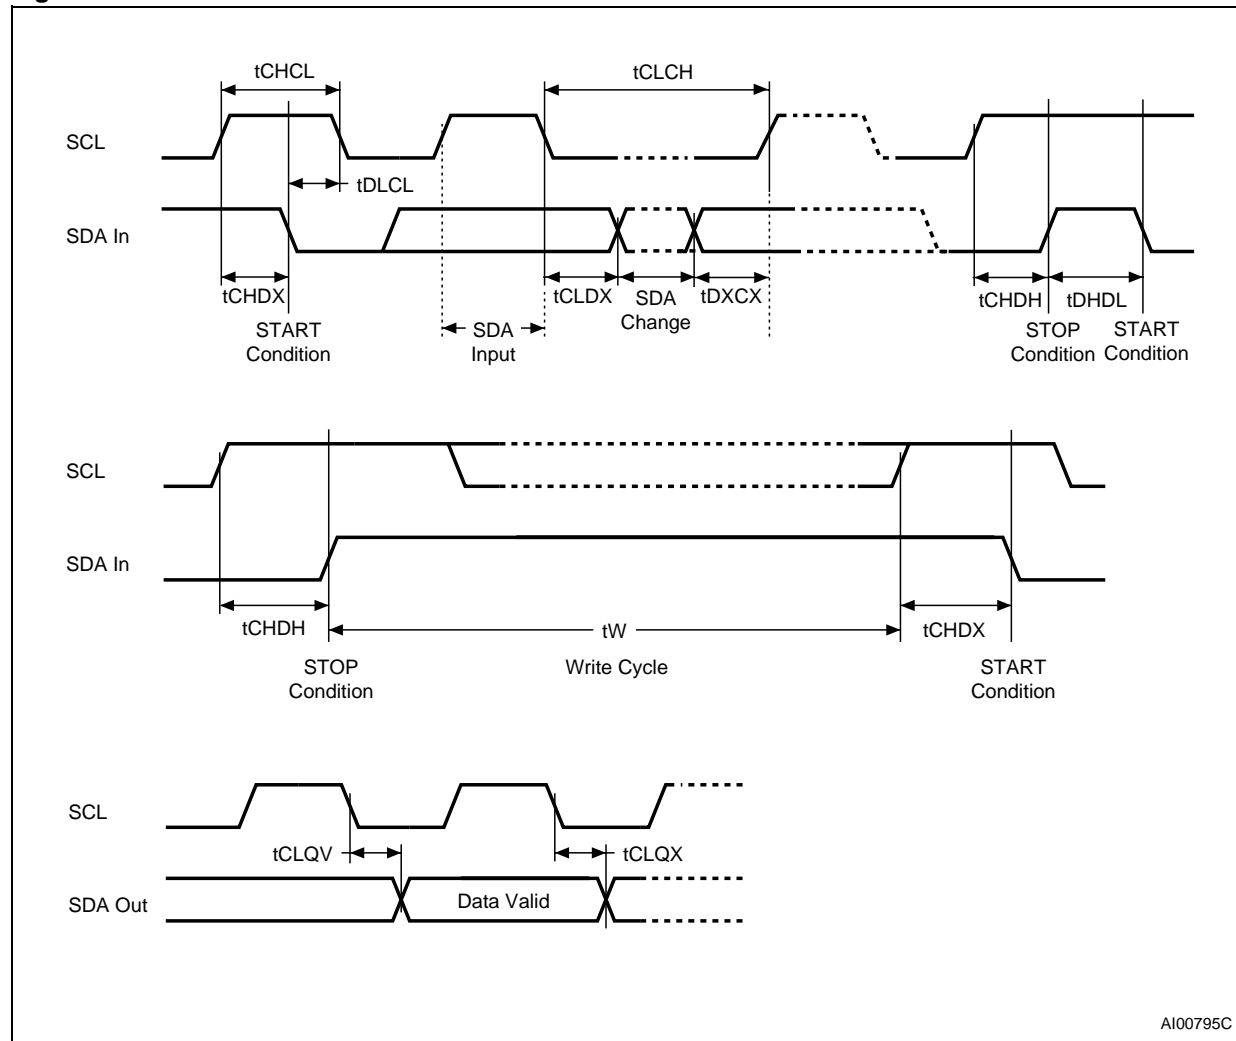 tCHCL
tCLCH
SCL
tDLCL
SDA In
tCHDX
tCLDX
SDA
Change
tDXCX
tCHDH
tDHDL
START
Condition
SDA
Input
STOP
Condition
START
Condition
SCL
SDA In
tCHDH
tW
tCHDX
STOP
Condition
Write Cycle
START
Condition
SCL
tCLQV
tCLQX
SDA Out
Data Valid
AI00795C